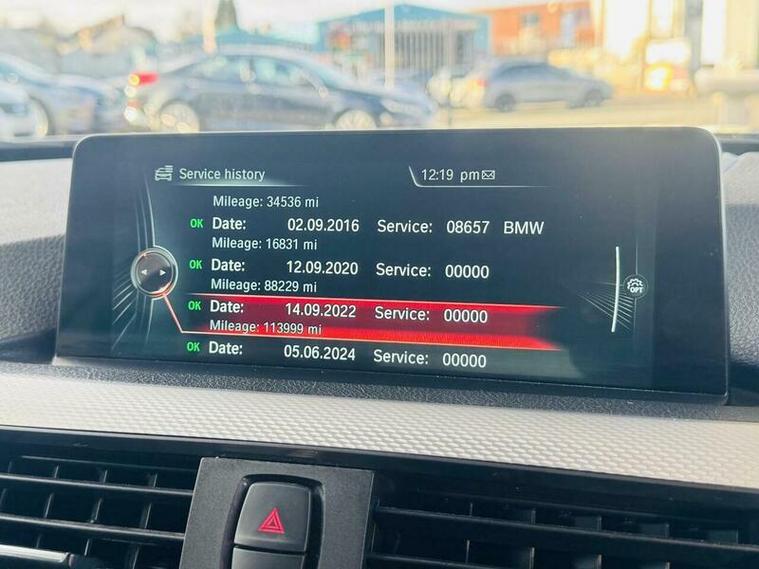 Service history 12:19 pm
Mileage: 34536 mi
OK Date: 02.09.2016 Service: 08657 BMW
Mileage: 16831 mi
OK Date: 12.09.2020 Service: 00000
Mileage: 88229 mi
OK Date: 14.09.2022 Service: 00000
Mileage: 113999 mi
OK Date: 05.06.2024 Service: 00000
OPT